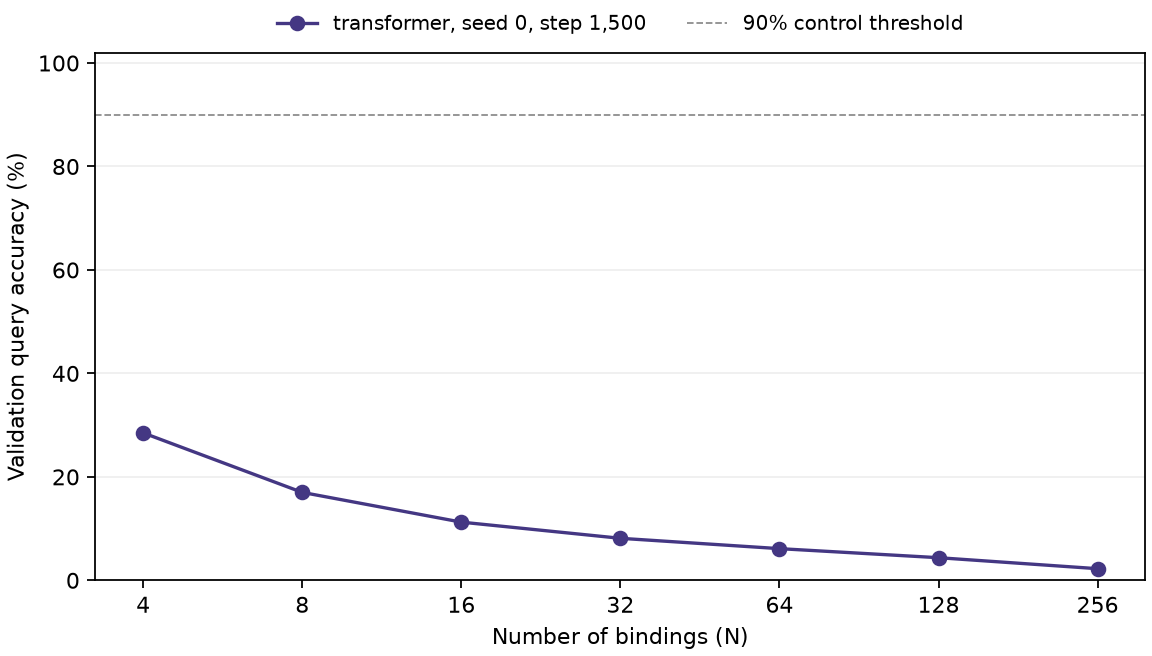 transformer, seed 0, step 1,500
90% control threshold
Validation query accuracy (%)
100
80
60
40
20
0
4 8 16 32 64 128 256
Number of bindings (N)